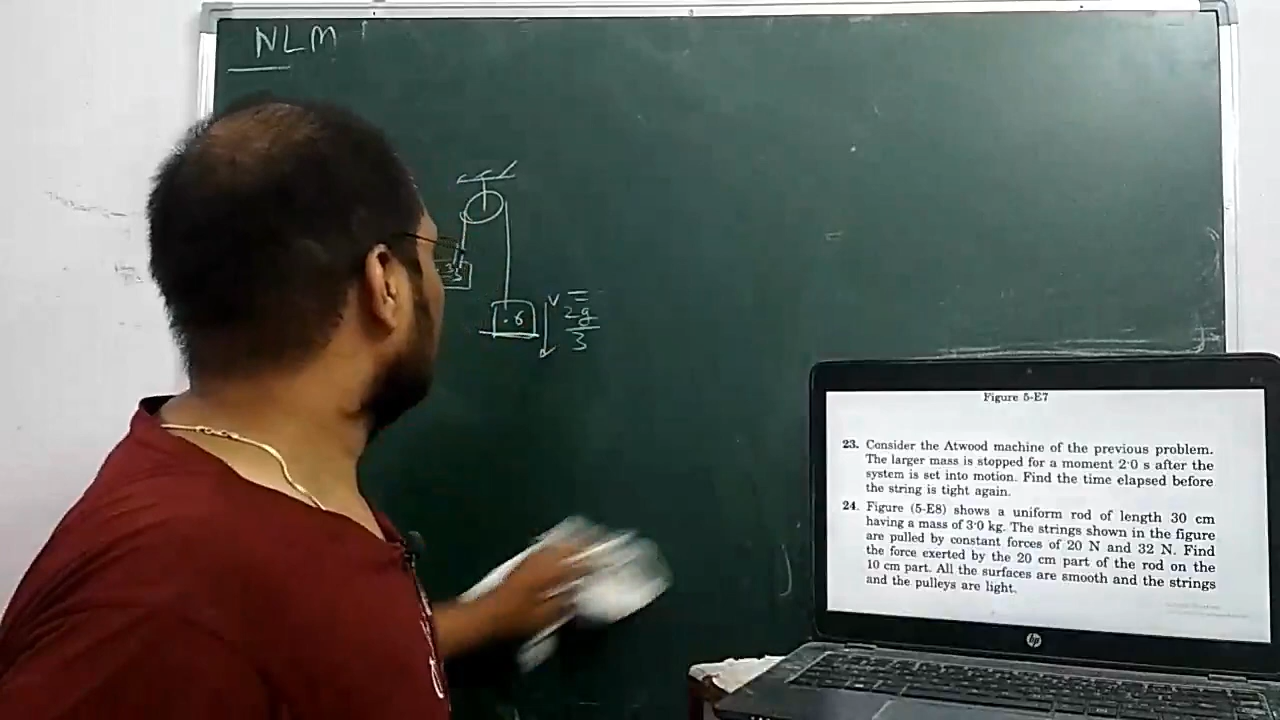 NLM
·3
·6
2g
3
Figure 5-E7
23. Consider the Atwood machine of the previous problem.
The larger mass is stopped for a moment 2·0 s after the
system is set into motion. Find the time elapsed before
the string is tight again.
24. Figure (5-E8) shows a uniform rod of length 30 cm
having a mass of 3·0 kg. The strings shown in the figure
are pulled by constant forces of 20 N and 32 N. Find
the force exerted by the 20 cm part of the rod on the
10 cm part. All the surfaces are smooth and the strings
and the pulleys are light.
hp